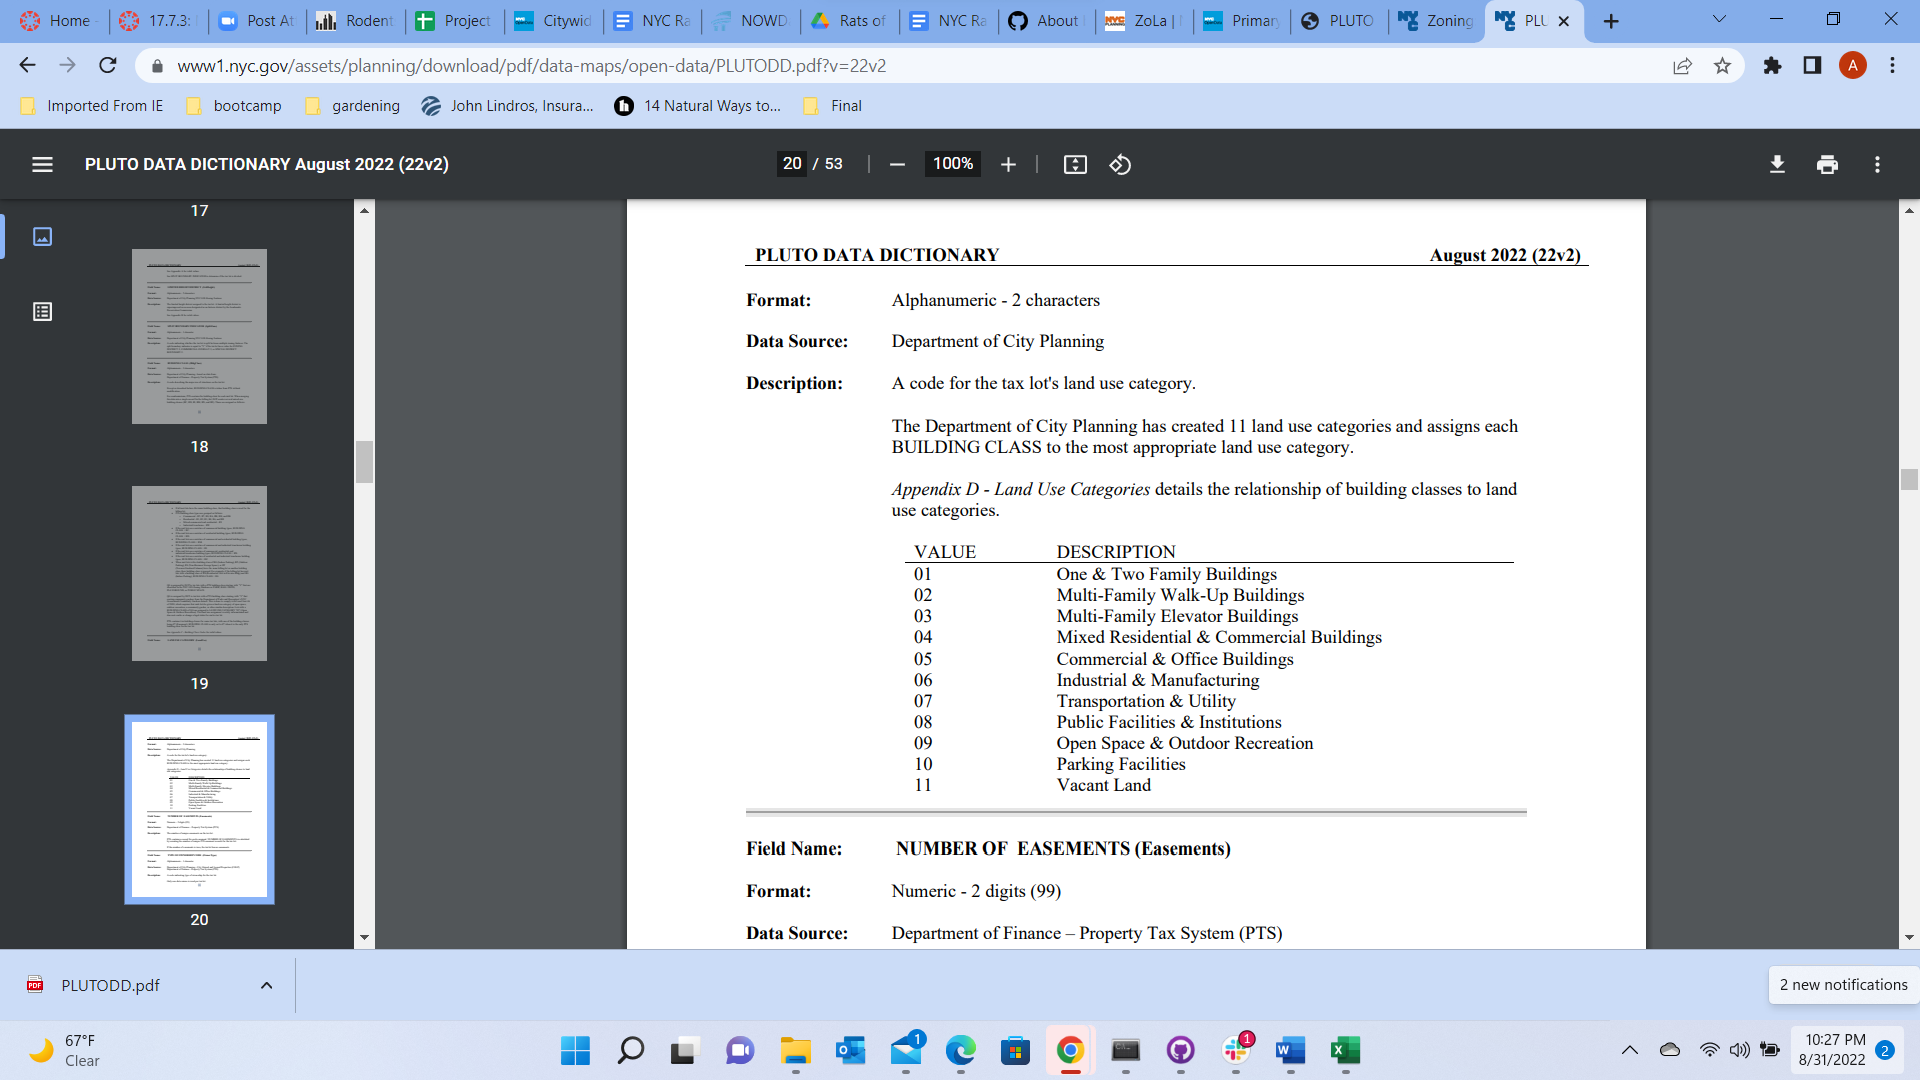 Home -
17.7.3:
Post At
Rodent
Project
Citywid
NYC Ra
NOWD
Rats of
NYC Ra
About
ZoLa |
Primary
PLUTO
Zoning
PLU
www1.nyc.gov/assets/planning/download/pdf/data-maps/open-data/PLUTODD.pdf?v=22v2
A
Imported From IE
bootcamp
gardening
John Lindros, Insura...
14 Natural Ways to...
Final
PLUTO DATA DICTIONARY August 2022 (22v2)
20 / 53
100%
17
18
19
20
PLUTO DATA DICTIONARY August 2022 (22v2)
Format: Alphanumeric - 2 characters
Data Source: Department of City Planning
Description: A code for the tax lot's land use category.
The Department of City Planning has created 11 land use categories and assigns each
BUILDING CLASS to the most appropriate land use category.
Appendix D - Land Use Categories details the relationship of building classes to land
use categories.
VALUE DESCRIPTION
01 One & Two Family Buildings
02 Multi-Family Walk-Up Buildings
03 Multi-Family Elevator Buildings
04 Mixed Residential & Commercial Buildings
05 Commercial & Office Buildings
06 Industrial & Manufacturing
07 Transportation & Utility
08 Public Facilities & Institutions
09 Open Space & Outdoor Recreation
10 Parking Facilities
11 Vacant Land
Field Name: NUMBER OF EASEMENTS (Easements)
Format: Numeric - 2 digits (99)
Data Source: Department of Finance – Property Tax System (PTS)
PDF
PLUTODD.pdf
2 new notifications
67°F
Clear
1
1
10:27 PM
8/31/2022
2